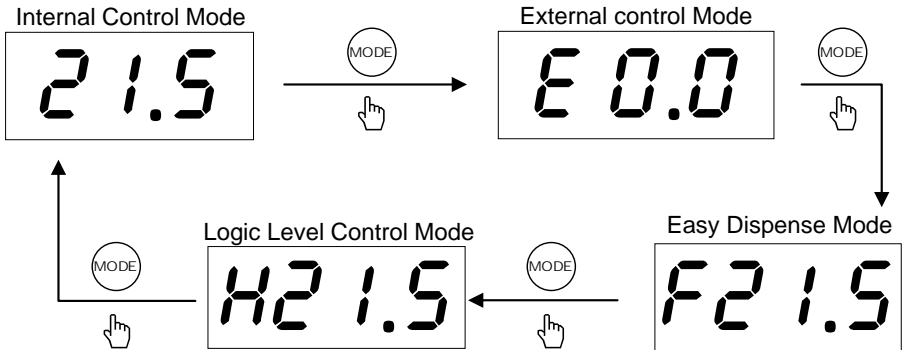 Internal Control Mode
External control Mode
21.5
MODE
E 0.0
MODE
Logic Level Control Mode
Easy Dispense Mode
MODE
H21.5
MODE
F21.5